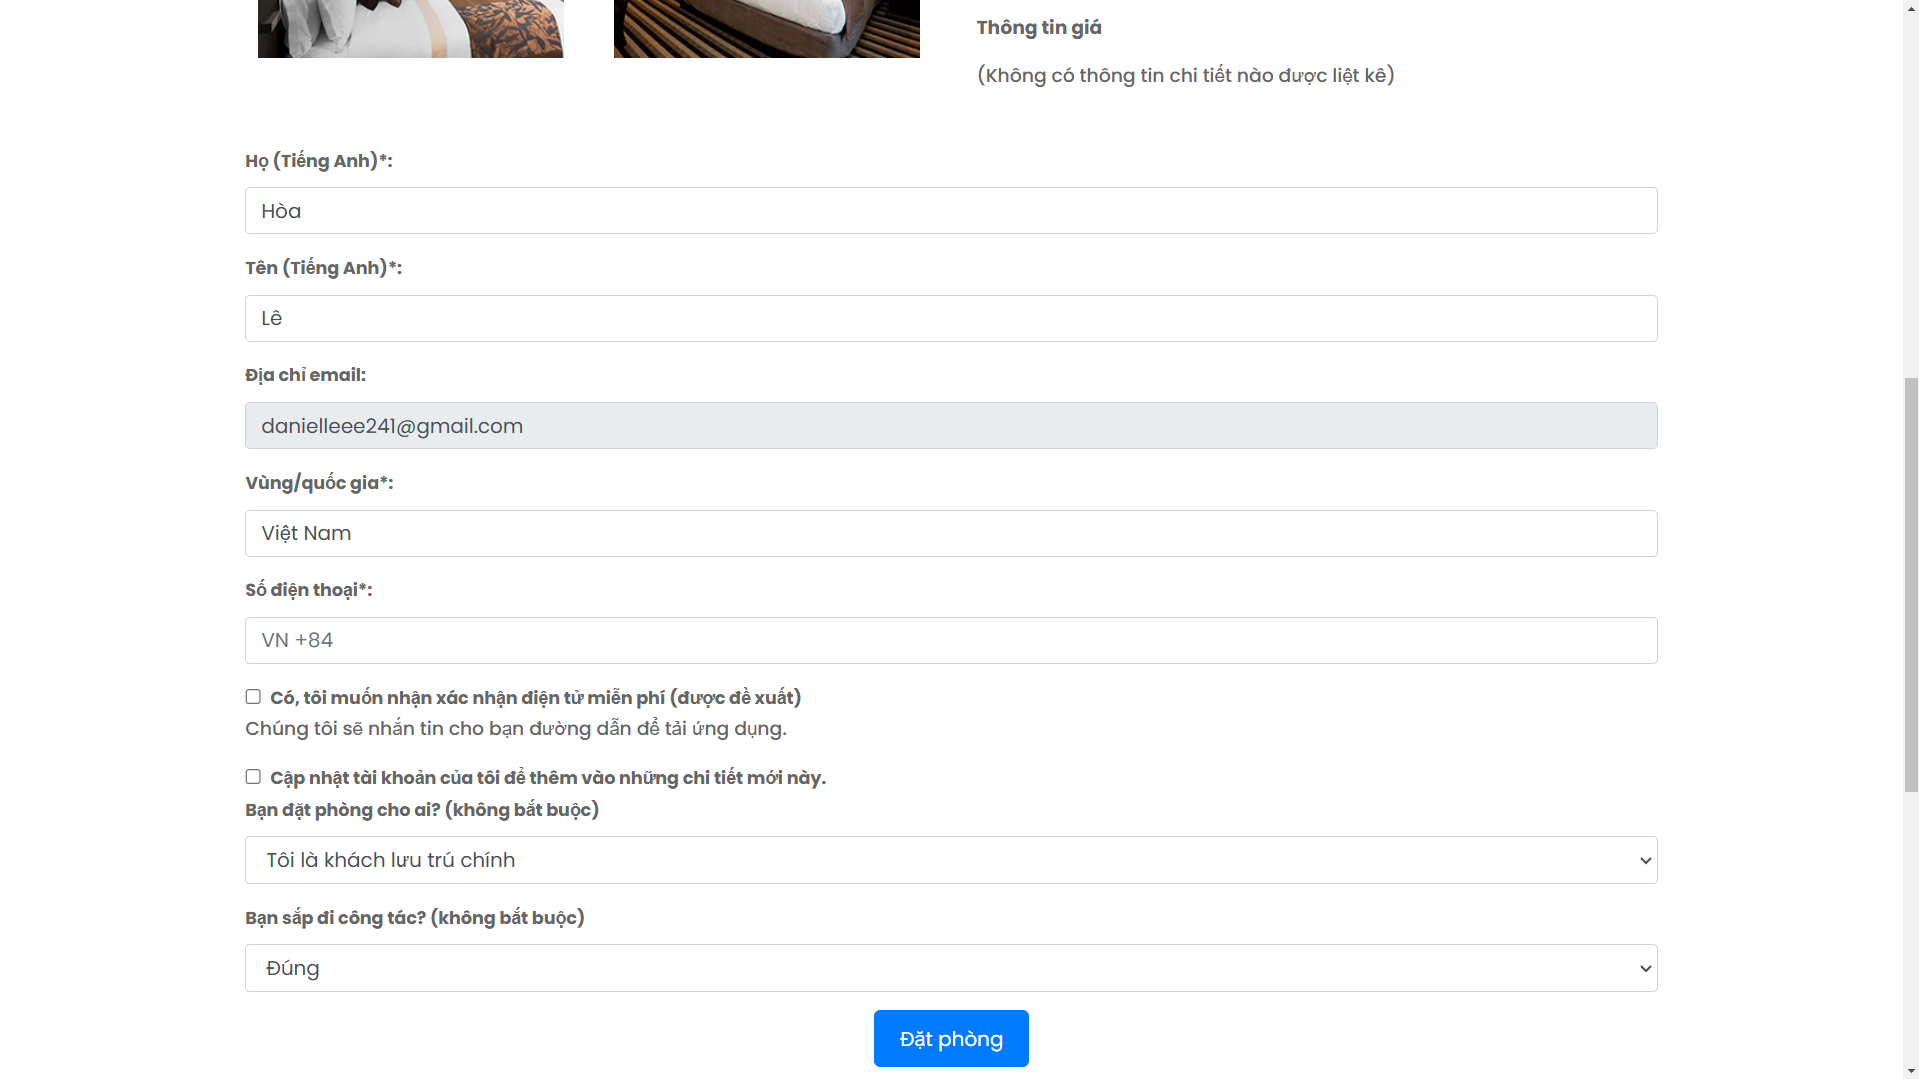 Thông tin giá
(Không có thông tin chi tiết nào được liệt kê)
Họ (Tiếng Anh)*:
Hòa
Tên (Tiếng Anh)*:
Lê
Địa chỉ email:
danielleee241@gmail.com
Vùng/quốc gia*:
Việt Nam
Số điện thoại*:
VN +84
Có, tôi muốn nhận xác nhận điện tử miễn phí (được đề xuất)
Chúng tôi sẽ nhắn tin cho bạn đường dẫn để tải ứng dụng.
Cập nhật tài khoản của tôi để thêm vào những chi tiết mới này.
Bạn đặt phòng cho ai? (không bắt buộc)
Tôi là khách lưu trú chính
Bạn sắp đi công tác? (không bắt buộc)
Đúng
Đặt phòng